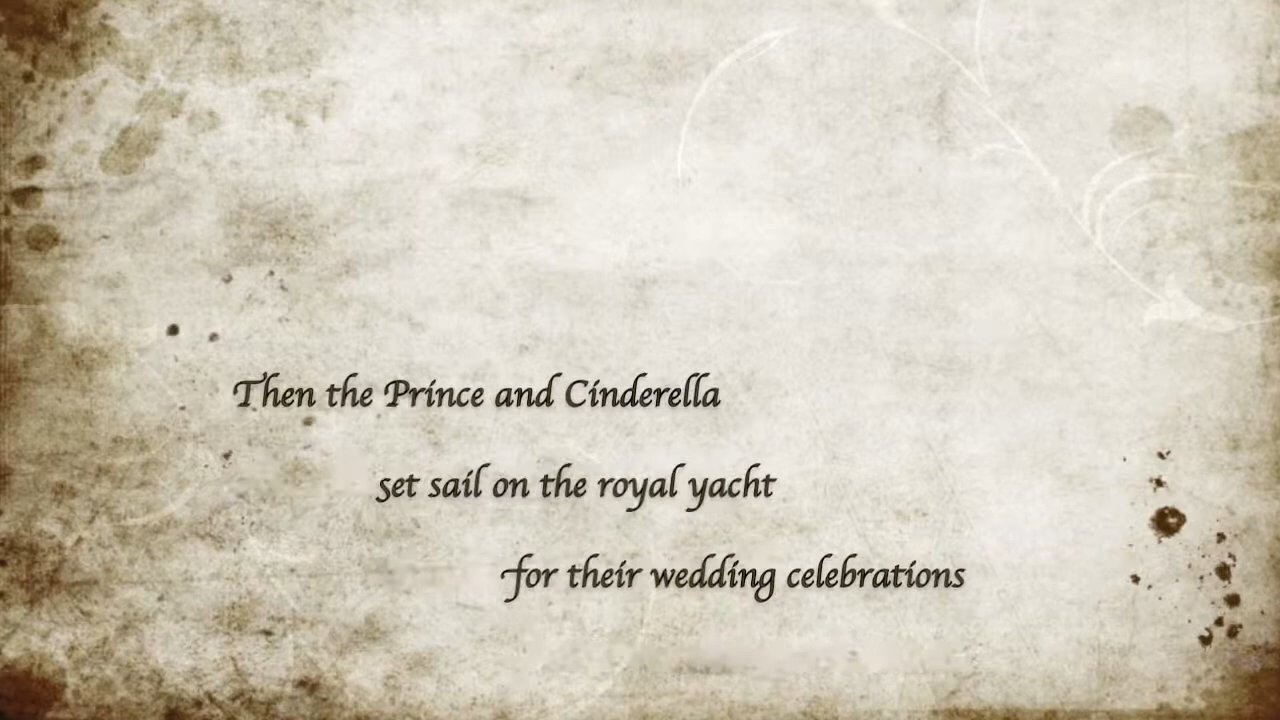 Then the Prince and Cinderella
set sail on the royal yacht
for their wedding celebrations